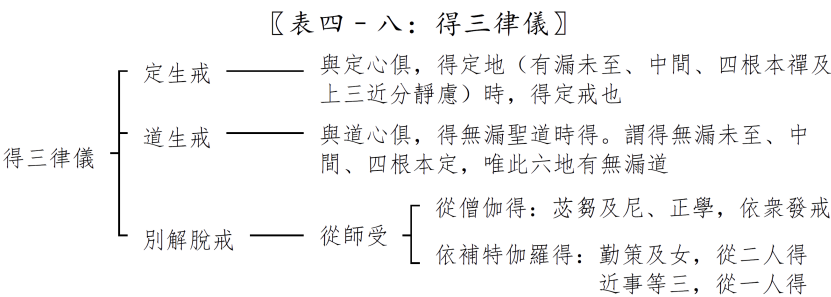 〖表四－八：得三律儀〗
得三律儀
定生戒
與定心俱，得定地（有漏未至、中間、四根本禪及
上三近分靜慮）時，得定戒也
道生戒
與道心俱，得無漏聖道時得。謂得無漏未至、中
間、四根本定，唯此六地有無漏道
別解脫戒
從師受
從僧伽得：苾芻及尼、正學，依衆發戒
依補特伽羅得：勤策及女，從二人得
近事等三，從一人得